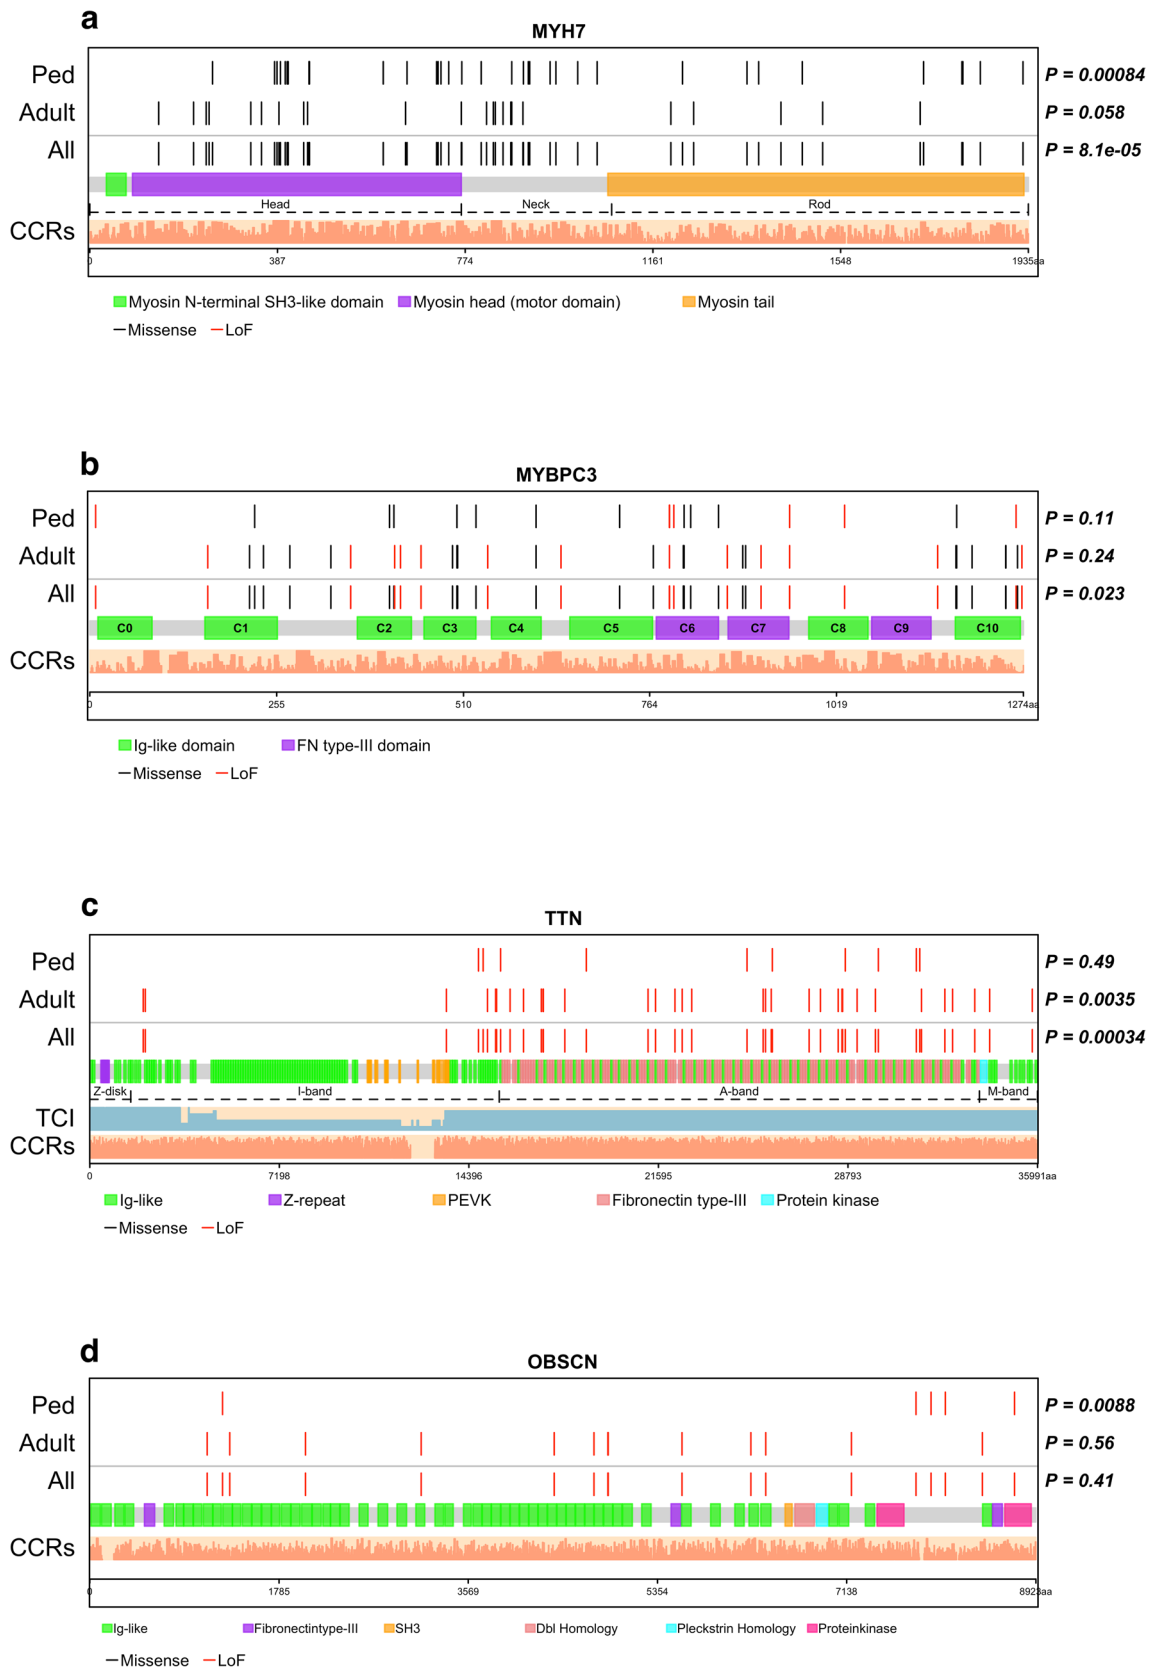 a
MYH7
Ped P = 0.00084
Adult P = 0.058
All P = 8.1e-05
Head Neck Rod
CCRs
0 387 774 1161 1548 1935aa
Myosin N-terminal SH3-like domain Myosin head (motor domain) Myosin tail
Missense LoF
b
MYBPC3
Ped P = 0.11
Adult P = 0.24
All P = 0.023
C0 C1 C2 C3 C4 C5 C6 C7 C8 C9 C10
CCRs
0 255 510 764 1019 1274aa
Ig-like domain FN type-III domain
Missense LoF
c
TTN
Ped P = 0.49
Adult P = 0.0035
All P = 0.00034
Z-disk I-band A-band M-band
TCI
CCRs
0 7198 14396 21595 28793 35991aa
Ig-like Z-repeat PEVK Fibronectin type-III Protein kinase
Missense LoF
d
OBSCN
Ped P = 0.0088
Adult P = 0.56
All P = 0.41
CCRs
0 1785 3569 5354 7138 8923aa
Ig-like Fibronectintype-III SH3 Dbl Homology Pleckstrin Homology Proteinkinase
Missense LoF